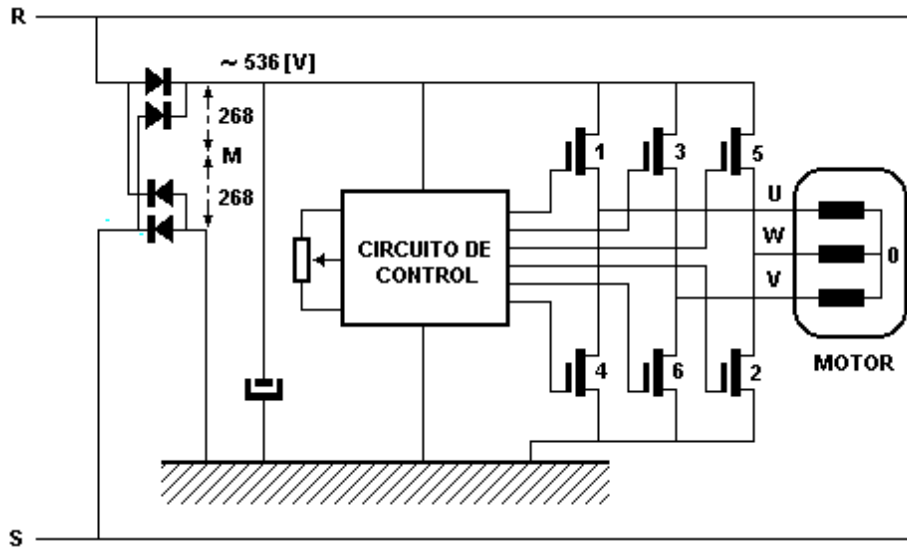 R
~ 536 [V]
268
M
268
1
3
5
U
W
V
0
CIRCUITO DE
CONTROL
MOTOR
4
6
2
S